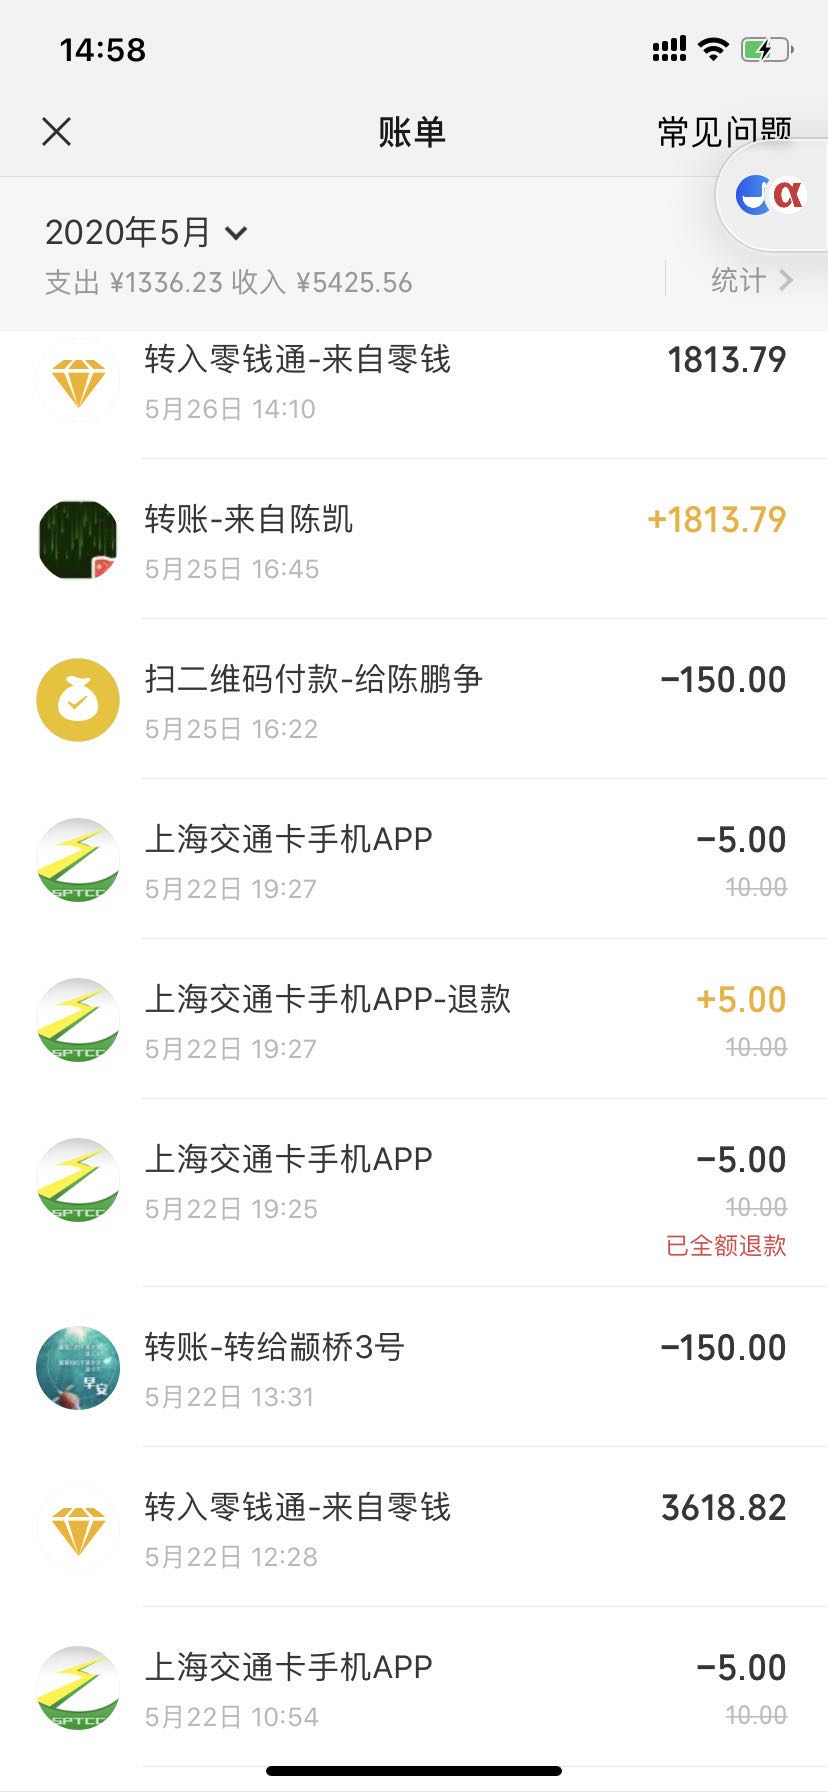 14:58
账单
常见问题
2020年5月
支出 ¥1336.23 收入 ¥5425.56
统计
转入零钱通-来自零钱
1813.79
5月26日 14:10
转账-来自陈凯
+1813.79
5月25日 16:45
扫二维码付款-给陈鹏争
-150.00
5月25日 16:22
上海交通卡手机APP
-5.00
5月22日 19:27
10.00
SPTCC
上海交通卡手机APP-退款
+5.00
5月22日 19:27
10.00
SPTCC
上海交通卡手机APP
-5.00
5月22日 19:25
10.00
SPTCC
已全额退款
转账-转给颛桥3号
-150.00
5月22日 13:31
早安
转入零钱通-来自零钱
3618.82
5月22日 12:28
上海交通卡手机APP
-5.00
5月22日 10:54
10.00
SPTCC